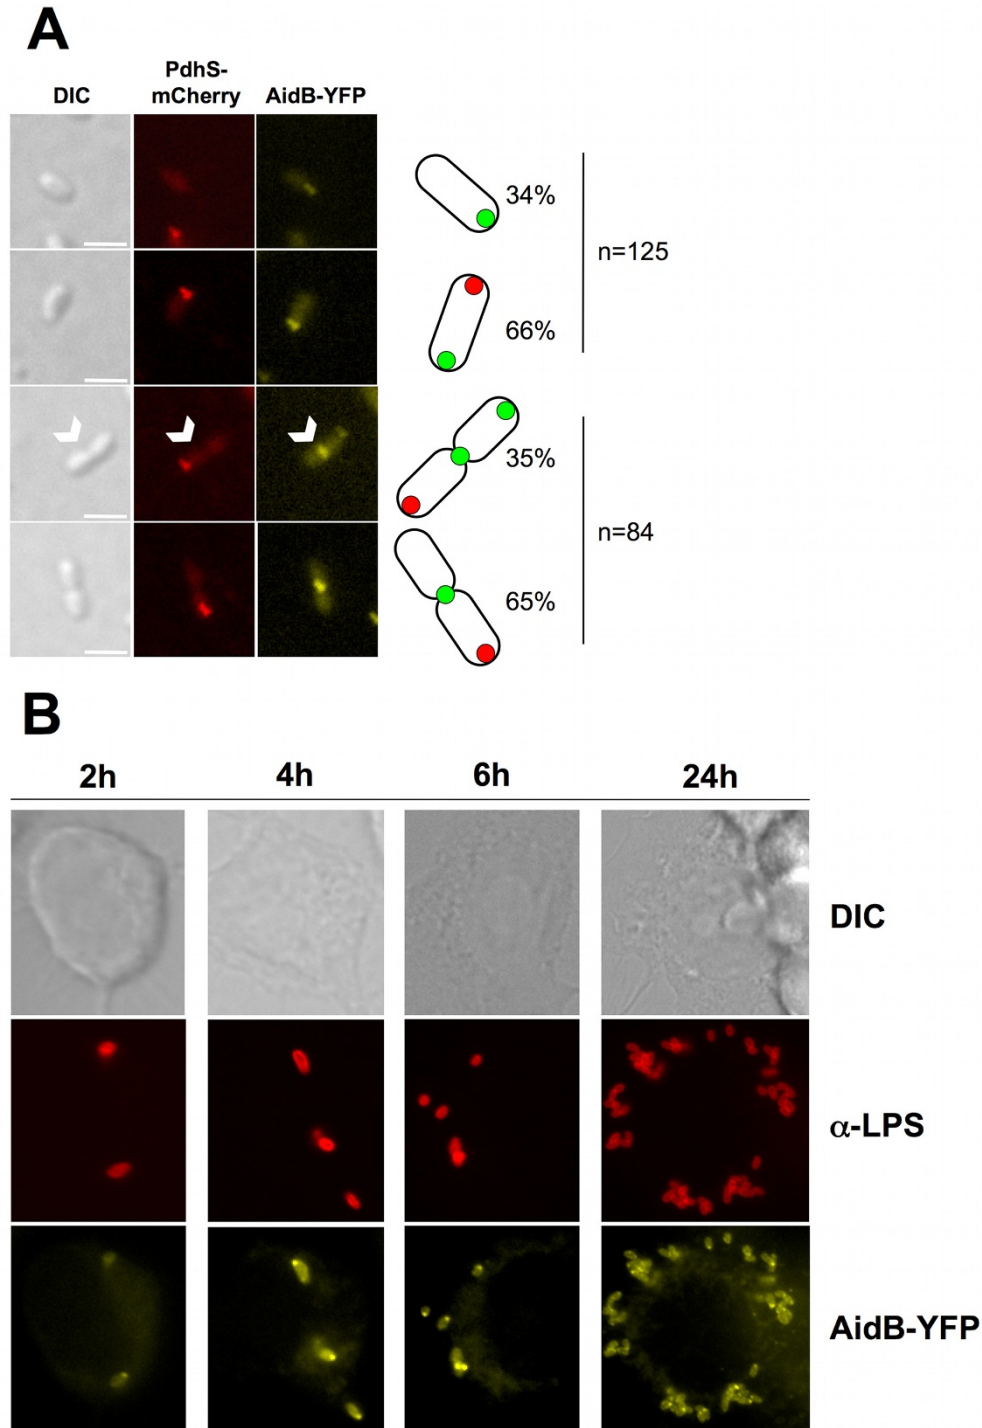 A
DIC
PdhS-
mCherry
AidB-YFP
34%
n=125
66%
35%
n=84
65%
B
2h
4h
6h
24h
DIC
α-LPS
AidB-YFP